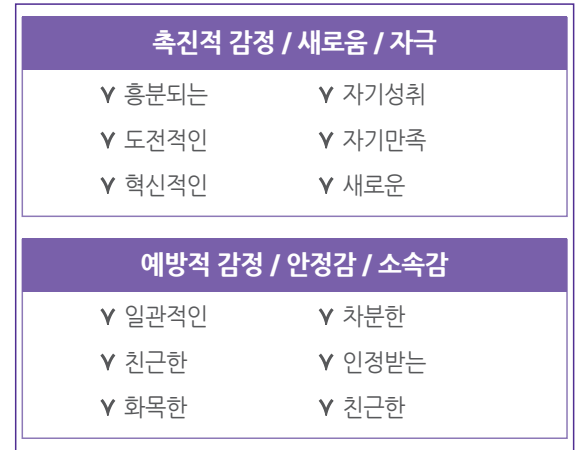 촉진적 감정 / 새로움 / 자극
흥분되는 자기성취
도전적인 자기만족
혁신적인 새로운
예방적 감정 / 안정감 / 소속감
일관적인 차분한
친근한 인정받는
화목한 친근한